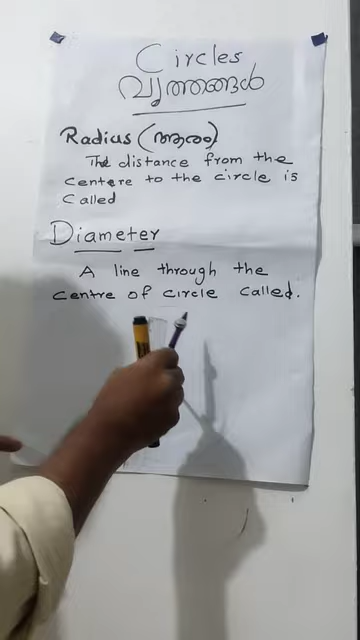 Circles
വൃത്തങ്ങൾ
Radius (ആരം)
The distance from the
centere to the circle is
called
Diameter
A line through the
centre of circle called.